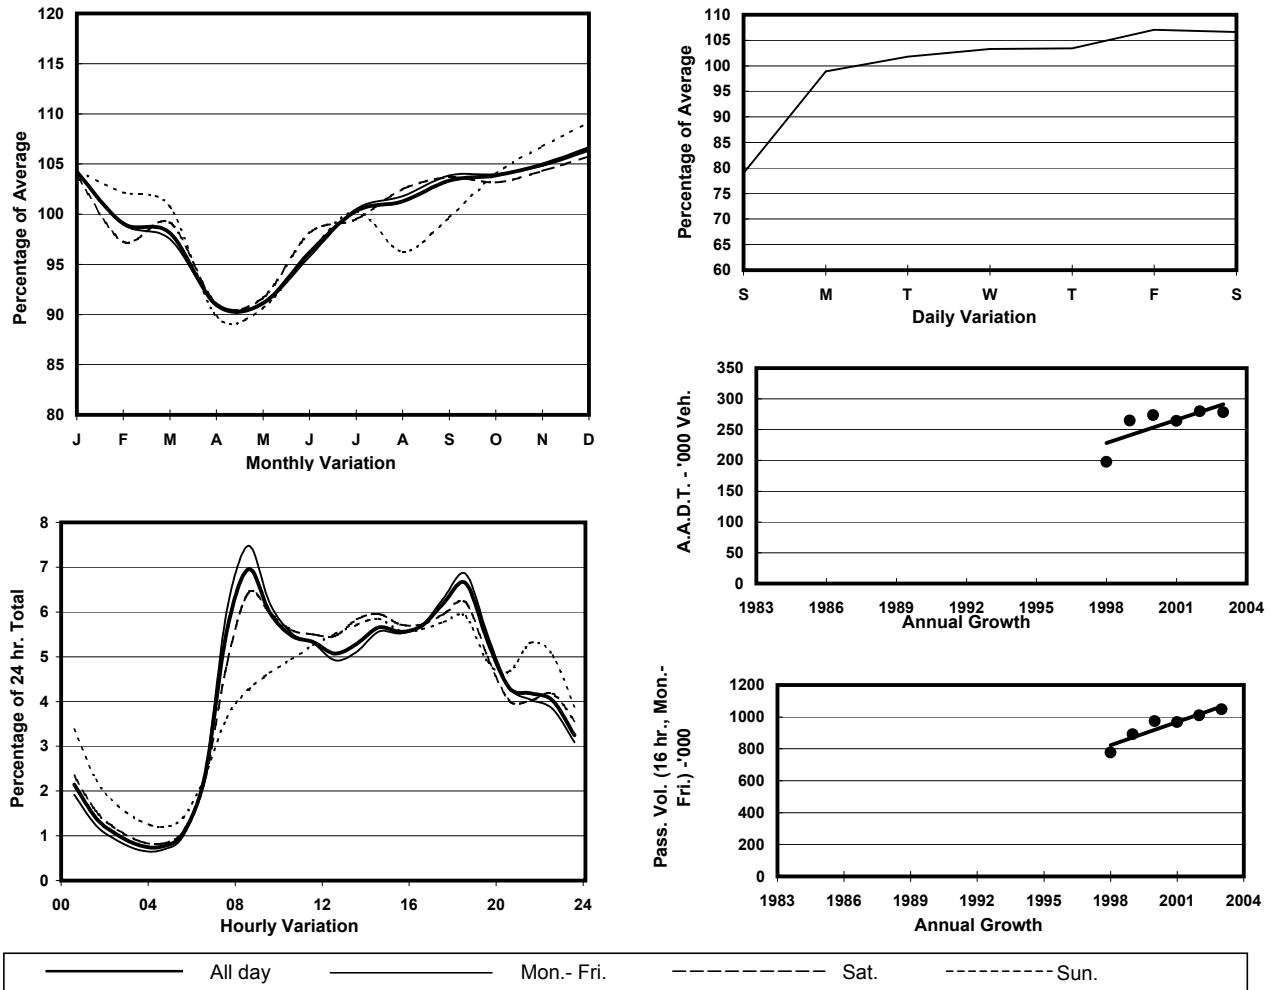 120
115
110
105
100
95
90
85
80
Percentage of Average
J F M A M J J A S O N D
Monthly Variation
110
105
100
95
90
85
80
75
70
65
60
Percentage of Average
S M T W T F S
Daily Variation
350
300
250
200
150
100
50
0
A.A.D.T. - '000 Veh.
1983 1986 1989 1992 1995 1998 2001 2004
Annual Growth
8
7
6
5
4
3
2
1
0
Percentage of 24 hr. Total
00 04 08 12 16 20 24
Hourly Variation
1200
1000
800
600
400
200
0
Pass. Vol. (16 hr., Mon.-
Fri.) -'000
1983 1986 1989 1992 1995 1998 2001 2004
Annual Growth
All day Mon.- Fri. Sat. Sun.